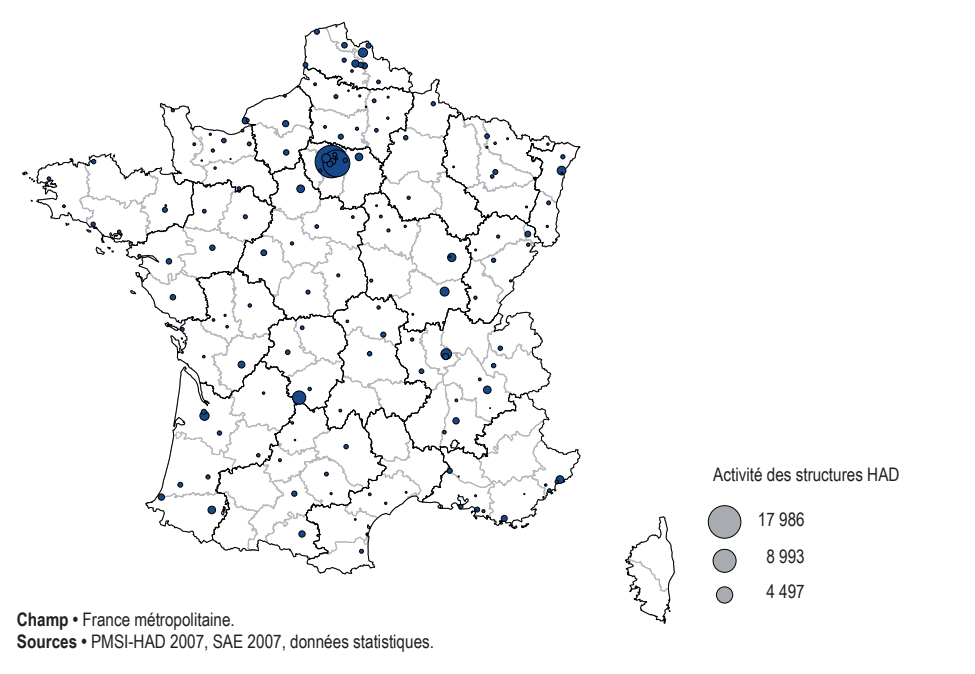 Activité des structures HAD
17 986
8 993
4 497
Champ • France métropolitaine.
Sources • PMSI-HAD 2007, SAE 2007, données statistiques.